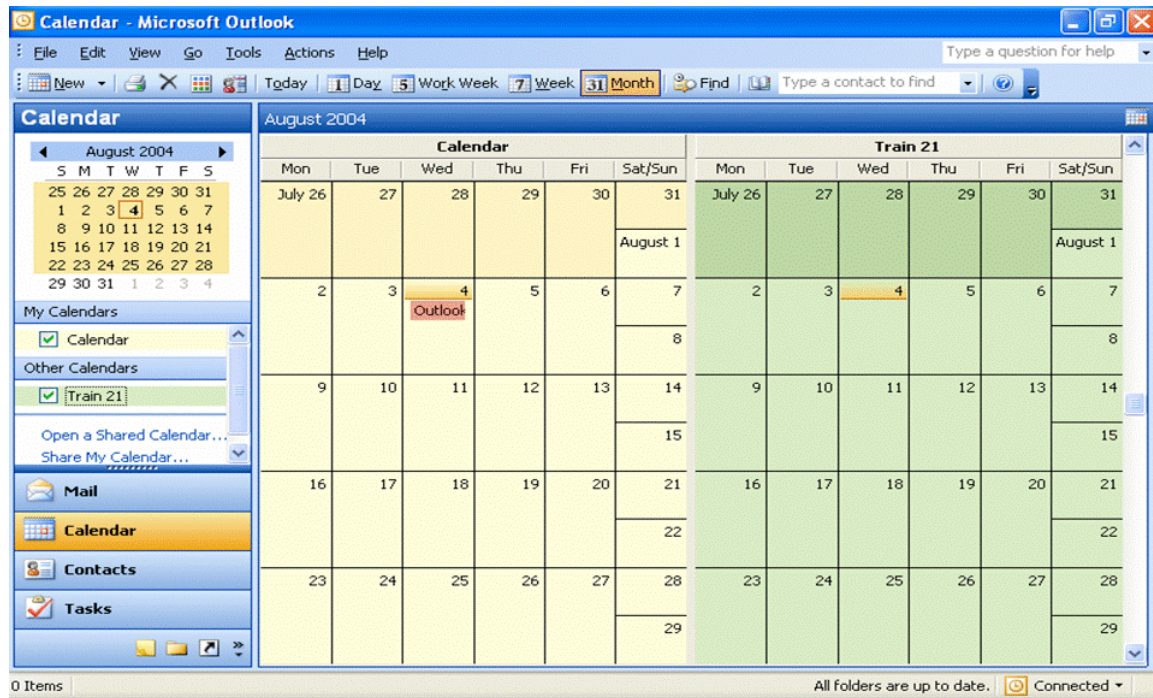 Calendar - Microsoft Outlook
File Edit View Go Tools Actions Help Type a question for help
New Today 1 Day 5 Work Week 7 Week 31 Month Find Type a contact to find
Calendar
August 2004
S M T W T F S
25 26 27 28 29 30 31
1 2 3 4 5 6 7
8 9 10 11 12 13 14
15 16 17 18 19 20 21
22 23 24 25 26 27 28
29 30 31 1 2 3 4
My Calendars
Calendar
Other Calendars
Train 21
Open a Shared Calendar...
Share My Calendar...
Mail
Calendar
Contacts
Tasks
August 2004
Calendar Train 21
Mon Tue Wed Thu Fri Sat/Sun Mon Tue Wed Thu Fri Sat/Sun
July 26 27 28 29 30 31 July 26 27 28 29 30 31
August 1 August 1
2 3 4 5 6 7 2 3 4 5 6 7
Outlook
8 8
9 10 11 12 13 14 9 10 11 12 13 14
15 15
16 17 18 19 20 21 16 17 18 19 20 21
22 22
23 24 25 26 27 28 23 24 25 26 27 28
29 29
0 Items All folders are up to date. Connected